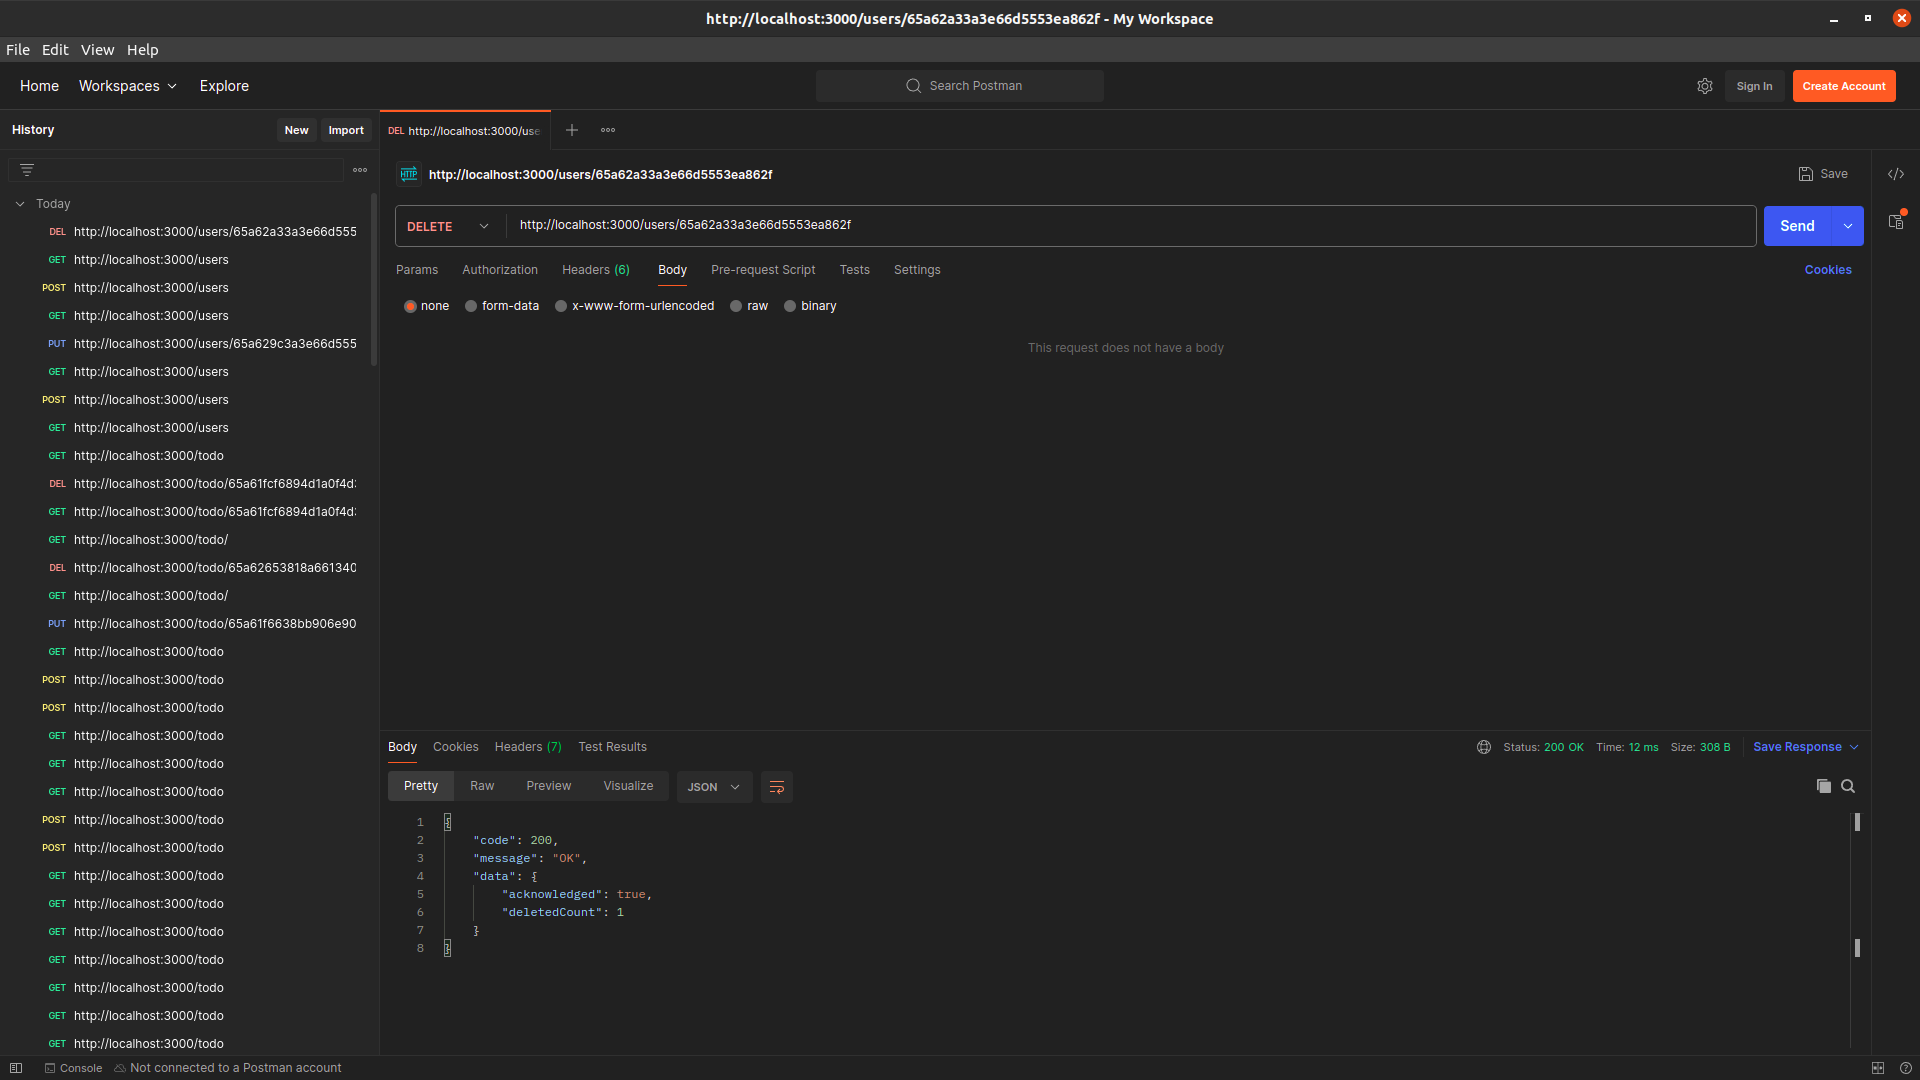 http://localhost:3000/users/65a62a33a3e66d5553ea862f - My Workspace
File Edit View Help
Home Workspaces Explore
Search Postman
Sign In Create Account
History New Import
DEL http://localhost:3000/use
http://localhost:3000/users/65a62a33a3e66d5553ea862f
Save
Today
DEL http://localhost:3000/users/65a62a33a3e66d555
GET http://localhost:3000/users
POST http://localhost:3000/users
GET http://localhost:3000/users
PUT http://localhost:3000/users/65a629c3a3e66d555
GET http://localhost:3000/users
POST http://localhost:3000/users
GET http://localhost:3000/users
GET http://localhost:3000/todo
DEL http://localhost:3000/todo/65a61fcf6894d1a0f4d
GET http://localhost:3000/todo/65a61fcf6894d1a0f4d
GET http://localhost:3000/todo/
DEL http://localhost:3000/todo/65a62653818a661340
GET http://localhost:3000/todo/
PUT http://localhost:3000/todo/65a61f6638bb906e90
GET http://localhost:3000/todo
POST http://localhost:3000/todo
POST http://localhost:3000/todo
GET http://localhost:3000/todo
GET http://localhost:3000/todo
GET http://localhost:3000/todo
POST http://localhost:3000/todo
POST http://localhost:3000/todo
GET http://localhost:3000/todo
GET http://localhost:3000/todo
GET http://localhost:3000/todo
GET http://localhost:3000/todo
GET http://localhost:3000/todo
GET http://localhost:3000/todo
GET http://localhost:3000/todo
DELETE http://localhost:3000/users/65a62a33a3e66d5553ea862f
Send
Params Authorization Headers (6) Body Pre-request Script Tests Settings Cookies
none form-data x-www-form-urlencoded raw binary
This request does not have a body
Body Cookies Headers (7) Test Results
Status: 200 OK Time: 12 ms Size: 308 B Save Response
Pretty Raw Preview Visualize JSON
1 {
2 "code": 200,
3 "message": "OK",
4 "data": {
5 "acknowledged": true,
6 "deletedCount": 1
7 }
8 }
Console Not connected to a Postman account